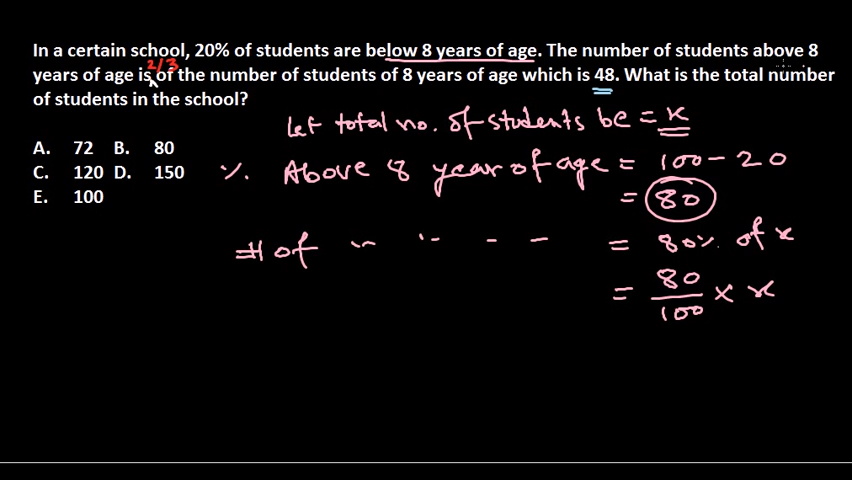 In a certain school, 20% of students are below 8 years of age. The number of students above 8
years of age is 2/3 of the number of students of 8 years of age which is 48. What is the total number
of students in the school?
Let total no. of students be = x
A. 72 B. 80
% Above 8 year of age = 100 - 20
C. 120 D. 150
= 80
E. 100
# of " " - - = 80% of x
= 80/100 × x